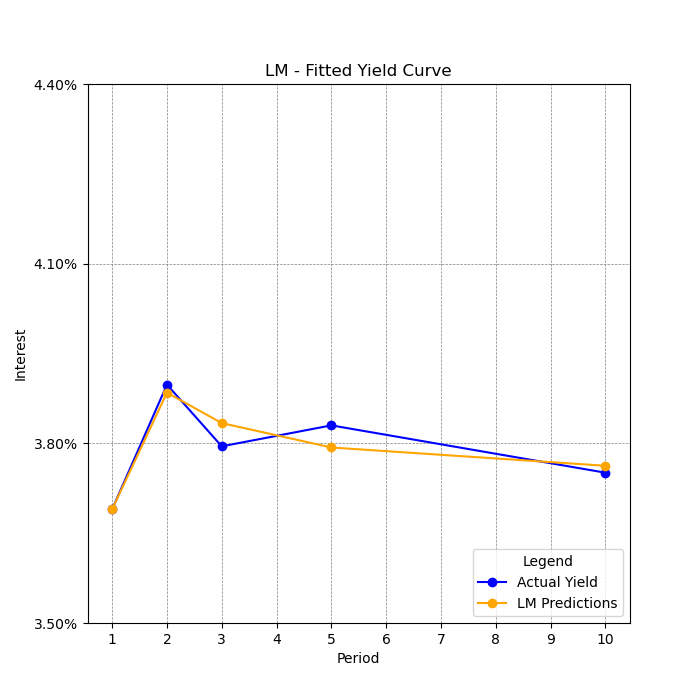 LM - Fitted Yield Curve
4.40%
4.10%
3.80%
3.50%
Interest
1 2 3 4 5 6 7 8 9 10
Period
Legend
Actual Yield
LM Predictions